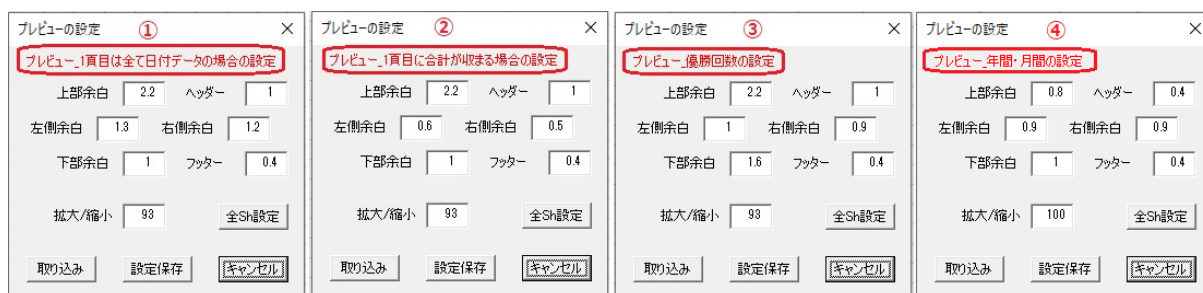 プレビューの設定 ① ×
プレビュー_1頁目は全て日付データの場合の設定
上部余白 2.2 ヘッダー 1
左側余白 1.3 右側余白 1.2
下部余白 1 フッター 0.4
拡大/縮小 93 全Sh設定
取り込み 設定保存 キャンセル
プレビューの設定 ② ×
プレビュー_1頁目に合計が収まる場合の設定
上部余白 2.2 ヘッダー 1
左側余白 0.6 右側余白 0.5
下部余白 1 フッター 0.4
拡大/縮小 93 全Sh設定
取り込み 設定保存 キャンセル
プレビューの設定 ③ ×
プレビュー_優勝回数の設定
上部余白 2.2 ヘッダー 1
左側余白 1 右側余白 0.9
下部余白 1.6 フッター 0.4
拡大/縮小 93 全Sh設定
取り込み 設定保存 キャンセル
プレビューの設定 ④ ×
プレビュー_年間・月間の設定
上部余白 0.8 ヘッダー 0.4
左側余白 0.9 右側余白 0.9
下部余白 1 フッター 0.4
拡大/縮小 100 全Sh設定
取り込み 設定保存 キャンセル